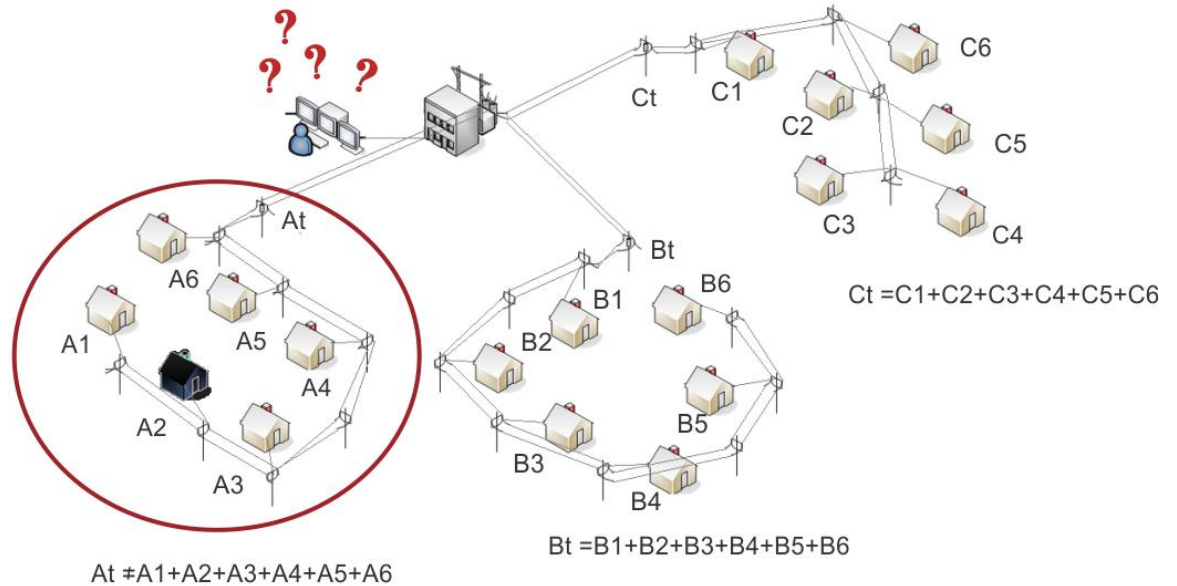 ? ? ? ?
C6
Ct
C1
C2
C5
C3
C4
At
A6
Bt
A5
A1
A4
A2
A3
B1
B6
B2
B5
B3
B4
Ct =C1+C2+C3+C4+C5+C6
Bt =B1+B2+B3+B4+B5+B6
At ≠A1+A2+A3+A4+A5+A6